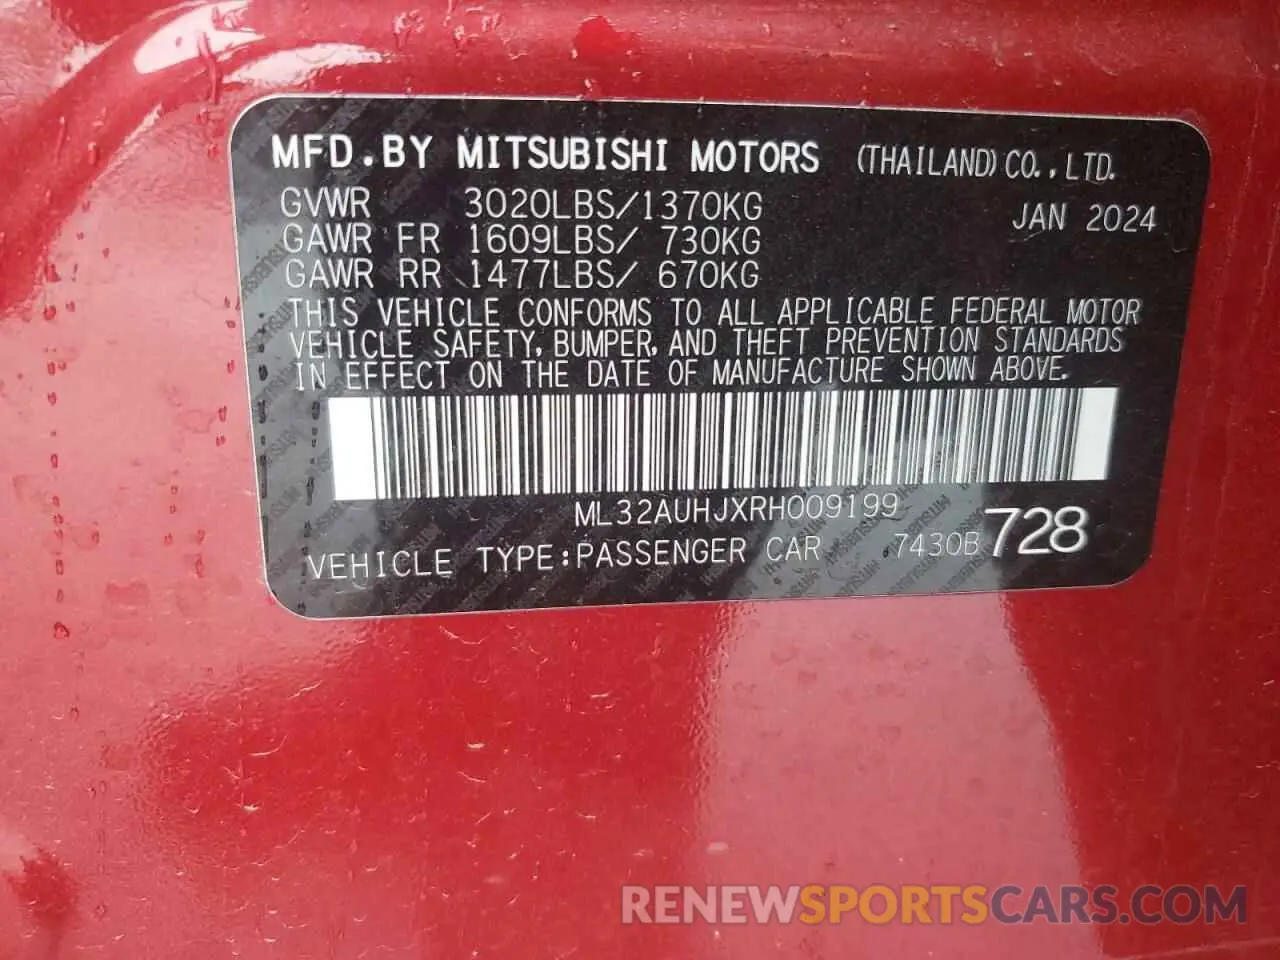 MFD.BY MITSUBISHI MOTORS (THAILAND) CO.,LTD.
GVWR 3020LBS/1370KG JAN 2024
GAWR FR 1609LBS/ 730KG
GAWR RR 1477LBS/ 670KG
THIS VEHICLE CONFORMS TO ALL APPLICABLE FEDERAL MOTOR
VEHICLE SAFETY, BUMPER, AND THEFT PREVENTION STANDARDS
IN EFFECT ON THE DATE OF MANUFACTURE SHOWN ABOVE.
ML32AUHJXRH009199
VEHICLE TYPE:PASSENGER CAR 7430B 728
RENEWSPORTSCARS.COM